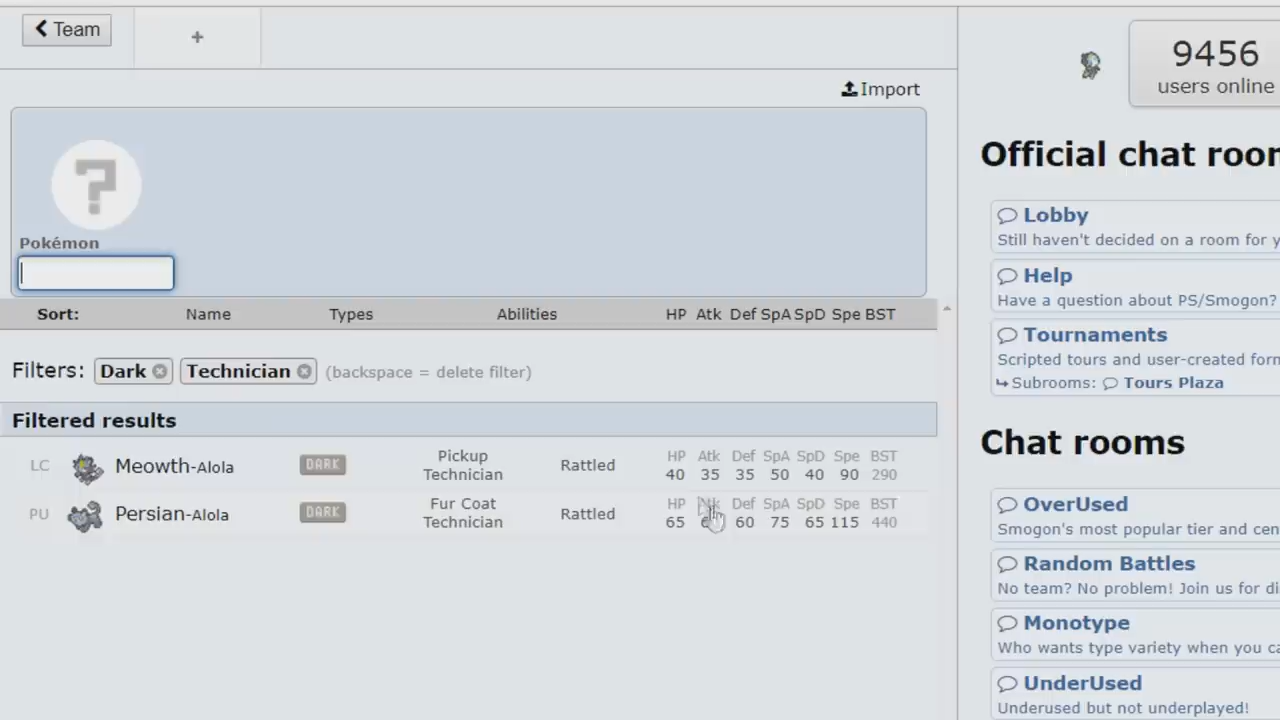 Team
+
Import
?
Pokémon
Sort: Name Types Abilities HP Atk Def SpA SpD Spe BST
Filters: Dark Technician (backspace = delete filter)
Filtered results
LC Meowth-Alola DARK Pickup Technician Rattled HP 40 Atk 35 Def 35 SpA 50 SpD 40 Spe 90 BST 290
PU Persian-Alola DARK Fur Coat Technician Rattled HP 65 Def 60 SpA 75 SpD 65 Spe 115 BST 440
9456
users online
Official chat
Lobby
Still haven't decided on a room for
Help
Have a question about PS/Smogon?
Tournaments
Scripted tours and user-created
Subrooms: Tours Plaza
Chat rooms
OverUsed
Smogon's most popular tier and
Random Battles
No team? No problem! Join us for
Monotype
Who wants type variety when you
UnderUsed
Underused but not underplayed!